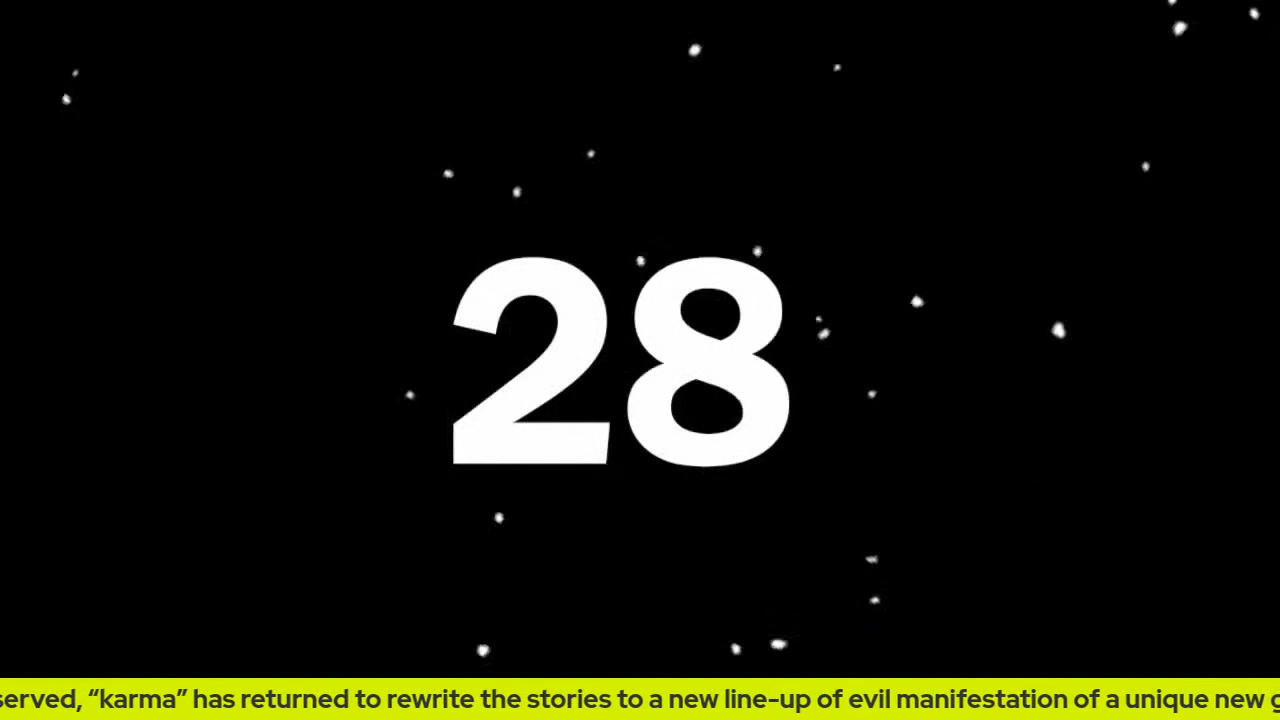 28
served, “karma” has returned to rewrite the stories to a new line-up of evil manifestation of a unique new